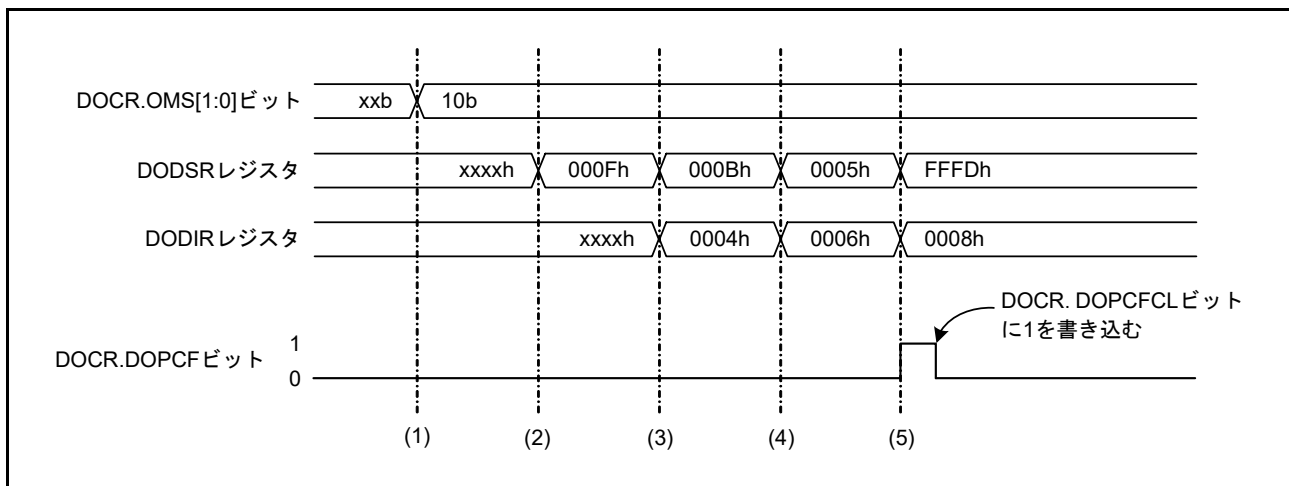 DOCR.OMS[1:0]ビット xxb 10b
DODSRレジスタ xxxxh 000Fh 000Bh 0005h FFFDh
DODIRレジスタ xxxxh 0004h 0006h 0008h
DOCR. DOPCFCLビット
に1を書き込む
DOCR.DOPCFビット 1
0
(1) (2) (3) (4) (5)